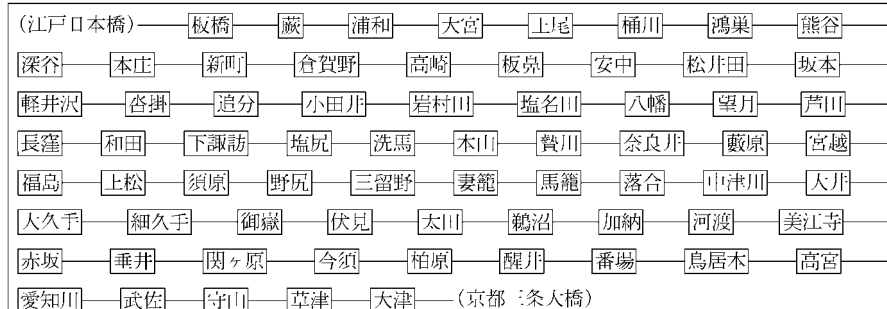 (江戸日本橋) 板橋 蕨 浦和 大宮 上尾 桶川 鴻巣 熊谷
深谷 本庄 新町 倉賀野 高崎 板鼻 安中 松井田 坂本
軽井沢 沓掛 追分 小田井 岩村田 塩名田 八幡 望月 芦田
長窪 和田 下諏訪 塩尻 洗馬 本山 贄川 奈良井 藪原 宮越
福島 上松 須原 野尻 三留野 妻籠 馬籠 落合 中津川 大井
大久手 細久手 御嶽 伏見 太田 鵜沼 加納 河渡 美江寺
赤坂 垂井 関ヶ原 今須 柏原 醒井 番場 鳥居本 高宮
愛知川 武佐 守山 草津 大津 (京都三条大橋)